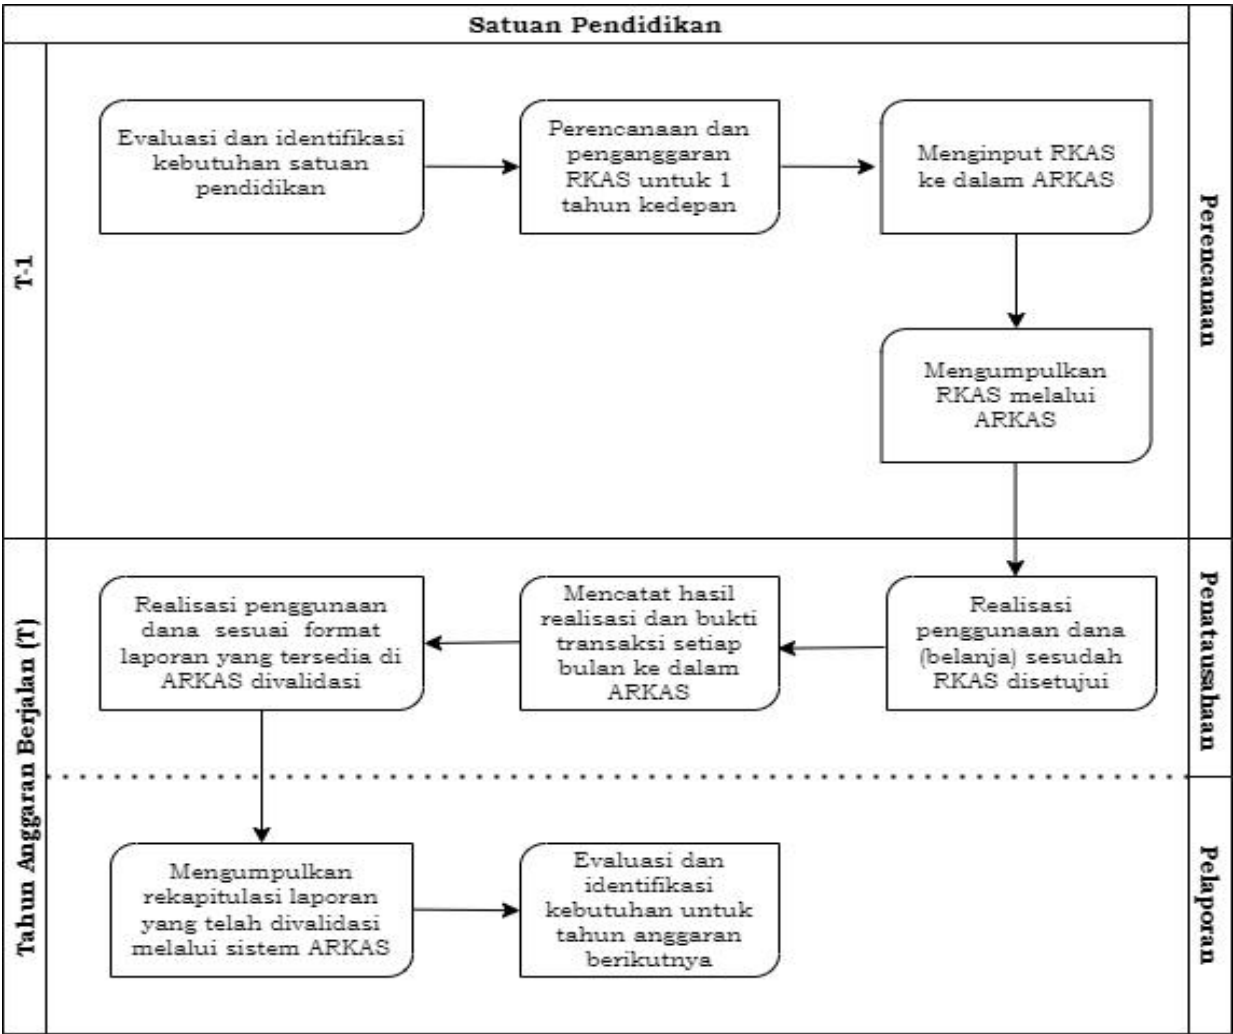 Satuan Pendidikan
T-1
Perencanaan
Evaluasi dan identifikasi
kebutuhan satuan
pendidikan
Perencanaan dan
penganggaran
RKAS untuk 1
tahun kedepan
Menginput RKAS
ke dalam ARKAS
Mengumpulkan
RKAS melalui
ARKAS
Tahun Anggaran Berjalan (T)
Penatausahaan
Realisasi
penggunaan dana
(belanja) sesudah
RKAS disetujui
Mencatat hasil
realisasi dan bukti
transaksi setiap
bulan ke dalam
ARKAS
Realisasi penggunaan
dana sesuai format
laporan yang tersedia di
ARKAS divalidasi
Pelaporan
Mengumpulkan
rekapitulasi laporan
yang telah divalidasi
melalui sistem ARKAS
Evaluasi dan
identifikasi
kebutuhan untuk
tahun anggaran
berikutnya